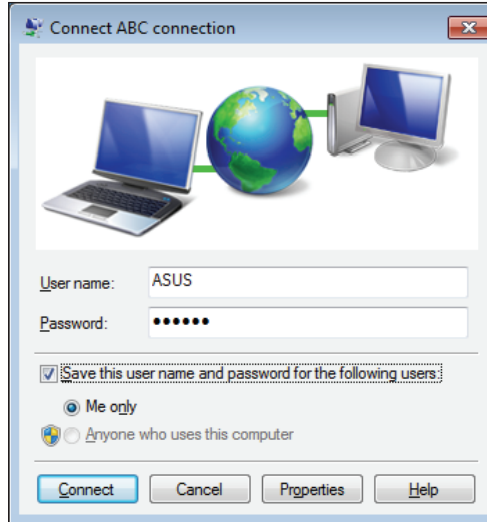 Connect ABC connection
User name: ASUS
Password: ••••••
Save this user name and password for the following users:
Me only
Anyone who uses this computer
Connect Cancel Properties Help